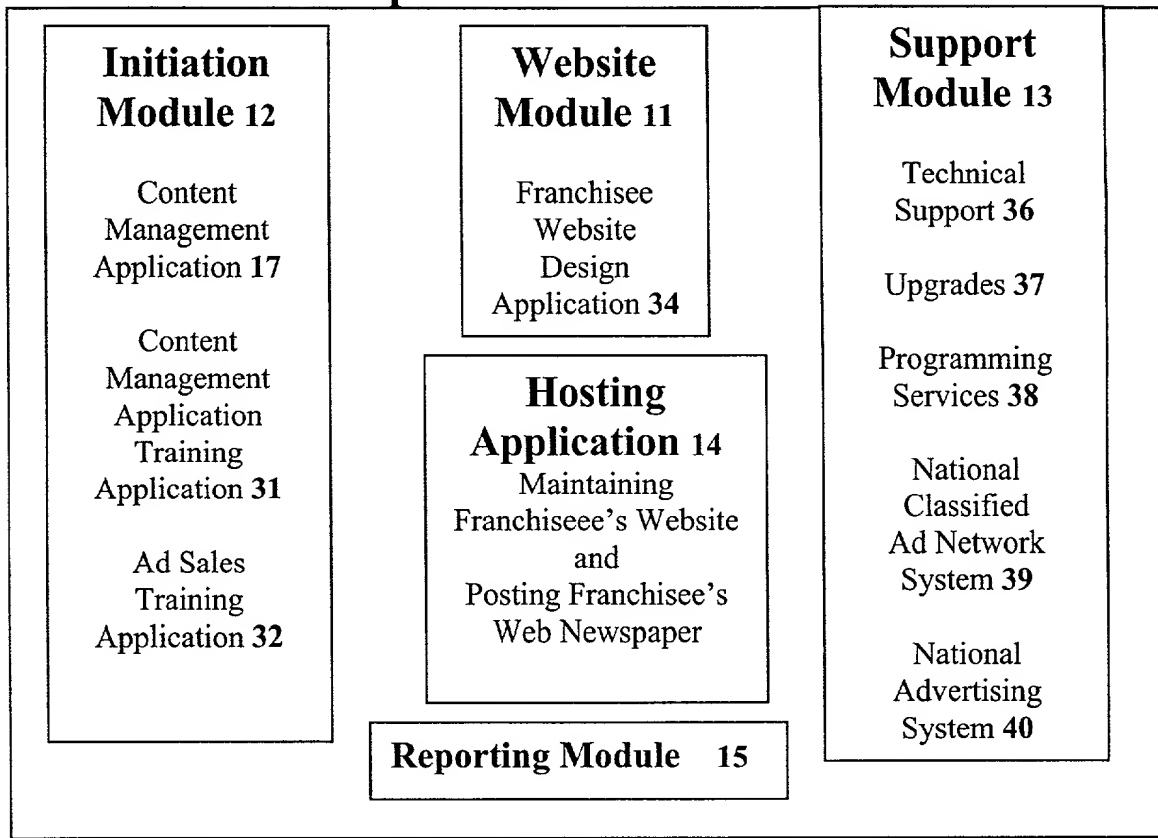 Initiation
Module 12
Content
Management
Application 17
Content
Management
Application
Training
Application 31
Ad Sales
Training
Application 32
Website
Module 11
Franchisee
Website
Design
Application 34
Hosting
Application 14
Maintaining
Franchiseee's Website
and
Posting Franchisee's
Web Newspaper
Reporting Module 15
Support
Module 13
Technical
Support 36
Upgrades 37
Programming
Services 38
National
Classified
Ad Network
System 39
National
Advertising
System 40